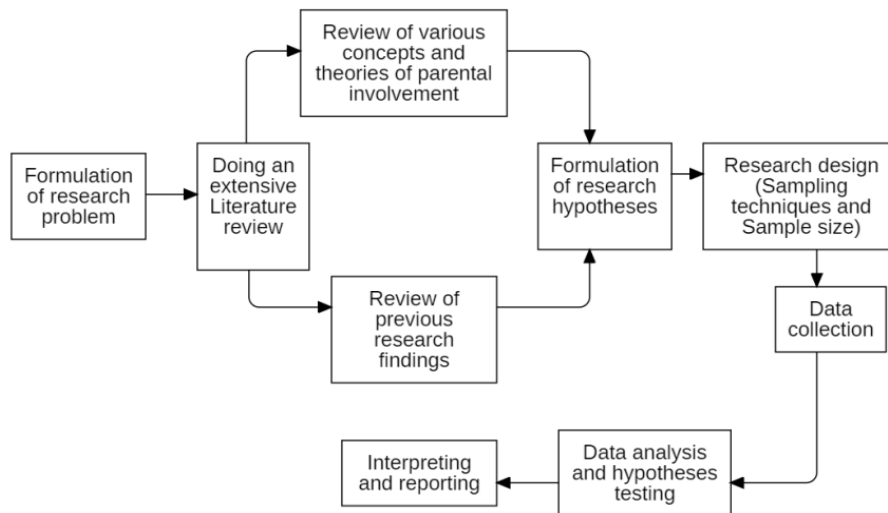 Review of various
concepts and
theories of parental
involvement
Formulation
of research
problem
Doing an
extensive
Literature
review
Formulation
of research
hypotheses
Research design
(Sampling
techniques and
Sample size)
Review of
previous
research
findings
Data
collection
Interpreting
and reporting
Data analysis
and hypotheses
testing